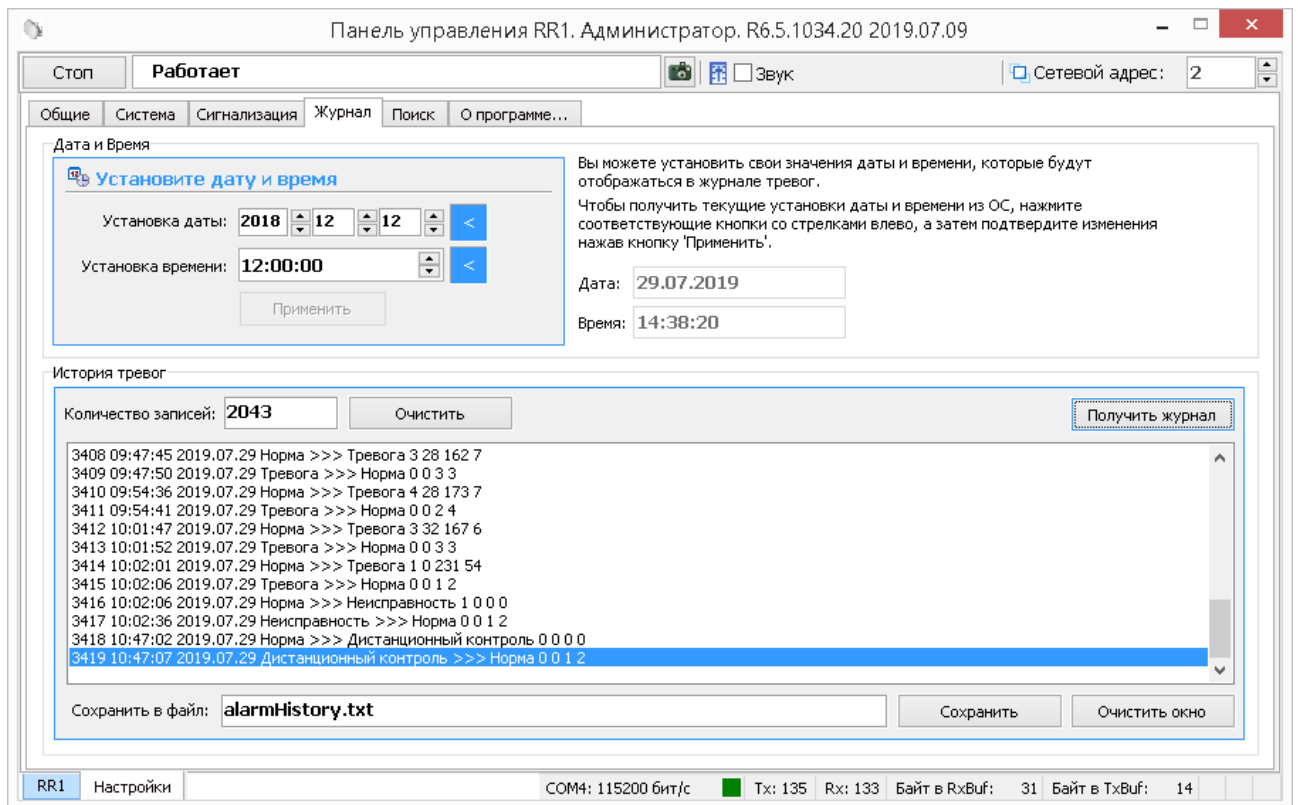 Панель управления RR1. Администратор. R6.5.1034.20 2019.07.09
Стоп Работает Звук Сетевой адрес: 2
Общие Система Сигнализация Журнал Поиск О программе...
Дата и Время
Установите дату и время
Установка даты: 2018 12 12 <
Установка времени: 12:00:00 <
Применить
Вы можете установить свои значения даты и времени, которые будут
отображаться в журнале тревог.
Чтобы получить текущие установки даты и времени из ОС, нажмите
соответствующие кнопки со стрелками влево, а затем подтвердите изменения
нажав кнопку 'Применить'.
Дата: 29.07.2019
Время: 14:38:20
История тревог
Количество записей: 2043 Очистить Получить журнал
3408 09:47:45 2019.07.29 Норма >>> Тревога 3 28 162 7
3409 09:47:50 2019.07.29 Тревога >>> Норма 0 0 3 3
3410 09:54:36 2019.07.29 Норма >>> Тревога 4 28 173 7
3411 09:54:41 2019.07.29 Тревога >>> Норма 0 0 2 4
3412 10:01:47 2019.07.29 Норма >>> Тревога 3 32 167 6
3413 10:01:52 2019.07.29 Тревога >>> Норма 0 0 3 3
3414 10:02:01 2019.07.29 Норма >>> Тревога 1 0 231 54
3415 10:02:06 2019.07.29 Тревога >>> Норма 0 0 1 2
3416 10:02:06 2019.07.29 Норма >>> Неисправность 1 0 0 0
3417 10:02:36 2019.07.29 Неисправность >>> Норма 0 0 1 2
3418 10:47:02 2019.07.29 Норма >>> Дистанционный контроль 0 0 0 0
3419 10:47:07 2019.07.29 Дистанционный контроль >>> Норма 0 0 1 2
Сохранить в файл: alarmHistory.txt Сохранить Очистить окно
RR1 Настройки COM4: 115200 бит/с Tx: 135 Rx: 133 Байт в RxBuf: 31 Байт в TxBuf: 14